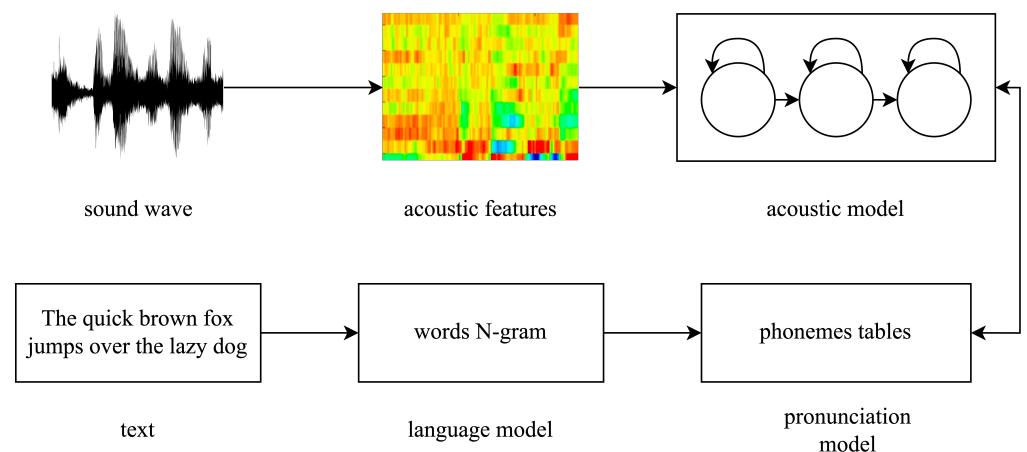 sound wave
acoustic features
acoustic model
The quick brown fox
jumps over the lazy dog
words N-gram
phonemes tables
text
language model
pronunciation
model